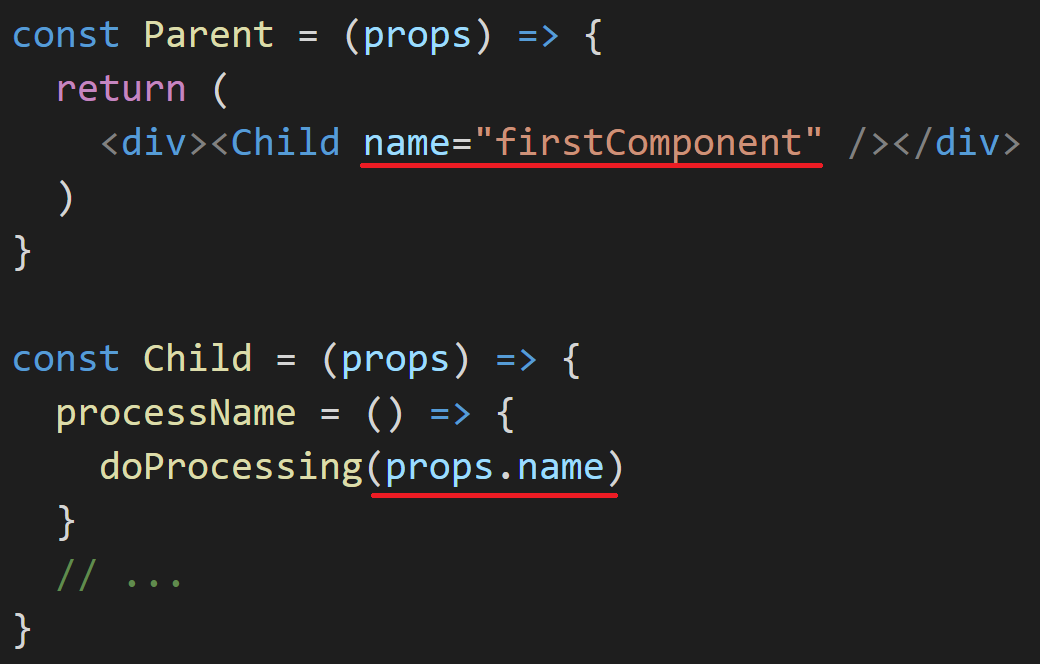 const Parent = (props) => {
  return (
    <div><Child name="firstComponent" /></div>
  )
}

const Child = (props) => {
  processName = () => {
    doProcessing(props.name)
  }
  // ...
}